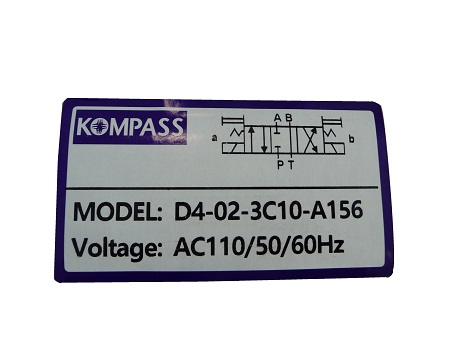 KOMPASS
A B
a b
P T
MODEL: D4-02-3C10-A156
Voltage: AC110/50/60Hz